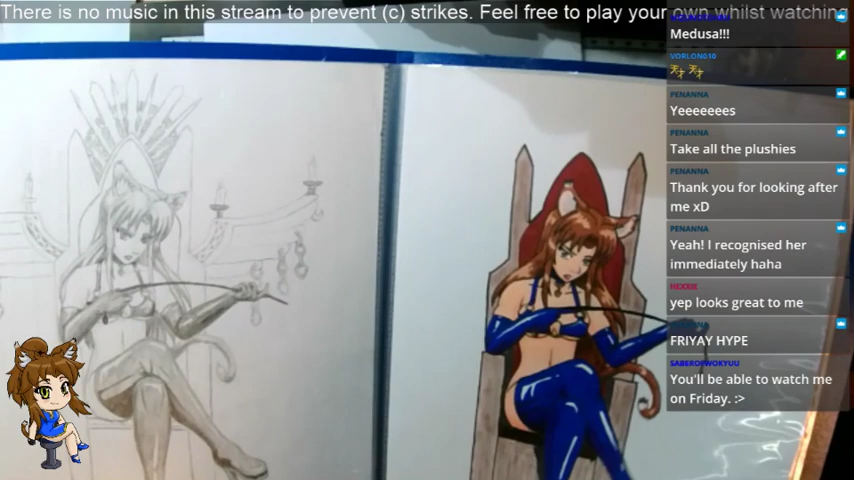 There is no music in this stream to prevent (c) strikes. Feel free to play your own whilst watching
Medusa!!!
VORLON010
PENANNA
Yeeeeeees
PENANNA
Take all the plushies
PENANNA
Thank you for looking after
me xD
PENANNA
Yeah! I recognised her
immediately haha
HEXXIE
yep looks great to me
FRIYAY HYPE
SABEROFWOKYUU
You'll be able to watch me
on Friday. :>